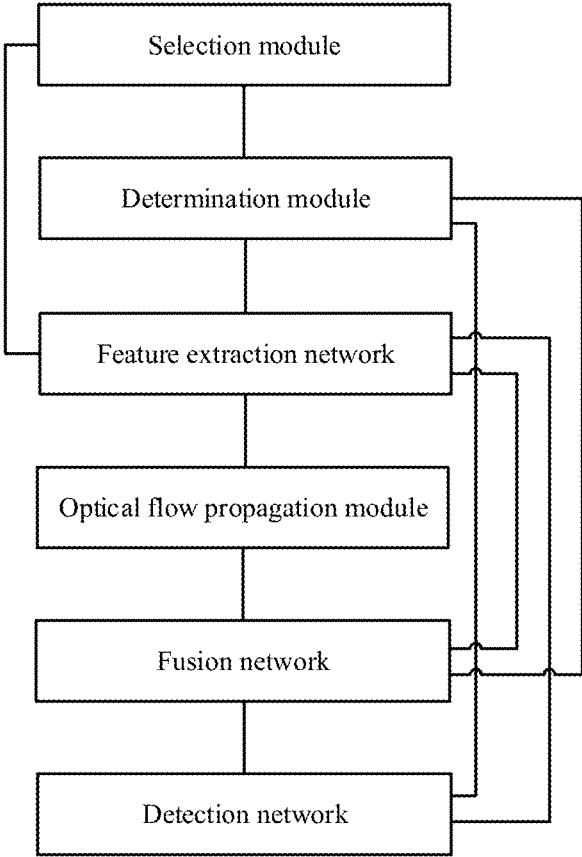 Selection module
Determination module
Feature extraction network
Optical flow propagation module
Fusion network
Detection network